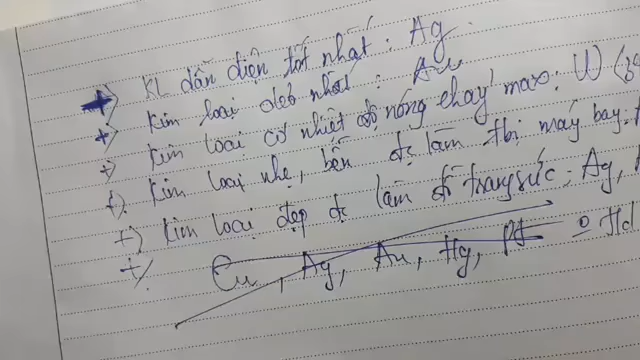 +) KL dẫn điện tốt nhất: Ag
+) Kim loại dẻo nhất: Au
+) Kim loại có nhiệt độ nóng chảy max: W (34
+) Kim loại nhẹ, bền đc làm thị máy bay:
+) Kim loại đẹp đc làm đồ trang sức: Ag,
+) Cu, Ag, Au, Hg, Pt